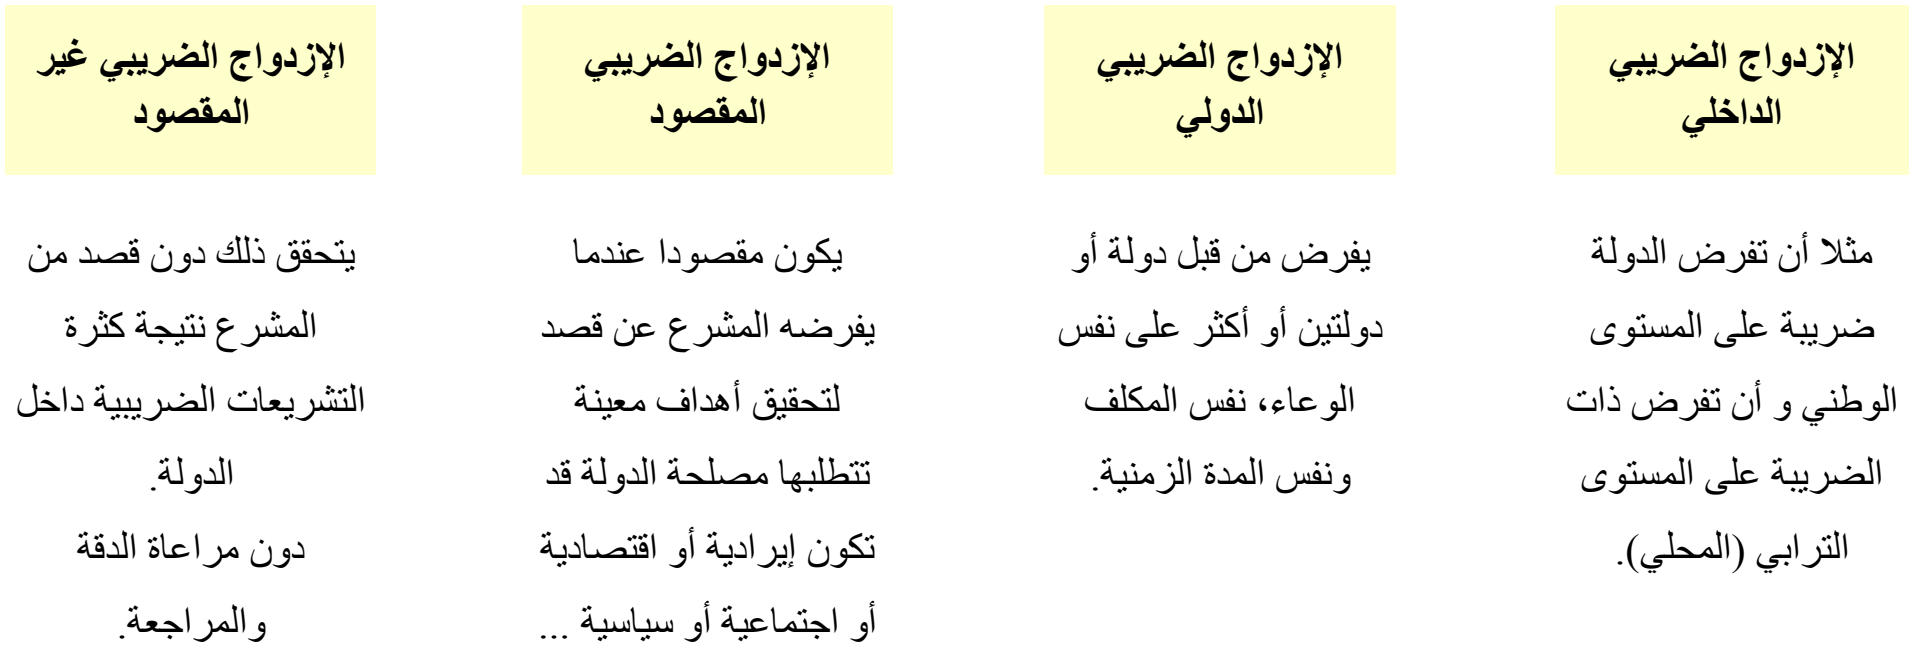 الإزدواج الضريبي
الداخلي
مثلا أن تفرض الدولة
ضريبة على المستوى
الوطني و أن تفرض ذات
الضريبة على المستوى
الترابي (المحلي).
الإزدواج الضريبي
الدولي
يفرض من قبل دولة أو
دولتين أو أكثر على نفس
الوعاء، نفس المكلف
ونفس المدة الزمنية.
الإزدواج الضريبي
المقصود
يكون مقصودا عندما
يفرضه المشرع عن قصد
لتحقيق أهداف معينة
تتطلبها مصلحة الدولة قد
تكون إيرادية أو اقتصادية
أو اجتماعية أو سياسية ...
الإزدواج الضريبي غير
المقصود
يتحقق ذلك دون قصد من
المشرع نتيجة كثرة
التشريعات الضريبية داخل
الدولة.
دون مراعاة الدقة
والمراجعة.